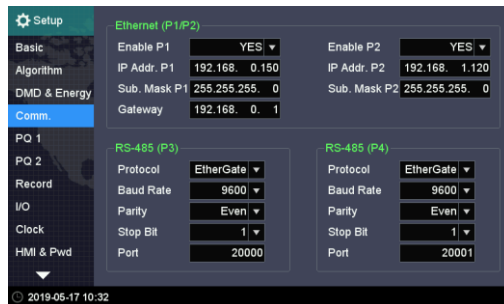 Setup
Basic
Algorithm
DMD & Energy
Comm.
PQ 1
PQ 2
Record
I/O
Clock
HMI & Pwd
Ethernet (P1/P2)
Enable P1 YES Enable P2 YES
IP Addr. P1 192.168. 0.150 IP Addr. P2 192.168. 1.120
Sub. Mask P1 255.255.255. 0 Sub. Mask P2 255.255.255. 0
Gateway 192.168. 0. 1
RS-485 (P3)
Protocol EtherGate
Baud Rate 9600
Parity Even
Stop Bit 1
Port 20000
RS-485 (P4)
Protocol EtherGate
Baud Rate 9600
Parity Even
Stop Bit 1
Port 20001
2019-05-17 10:32